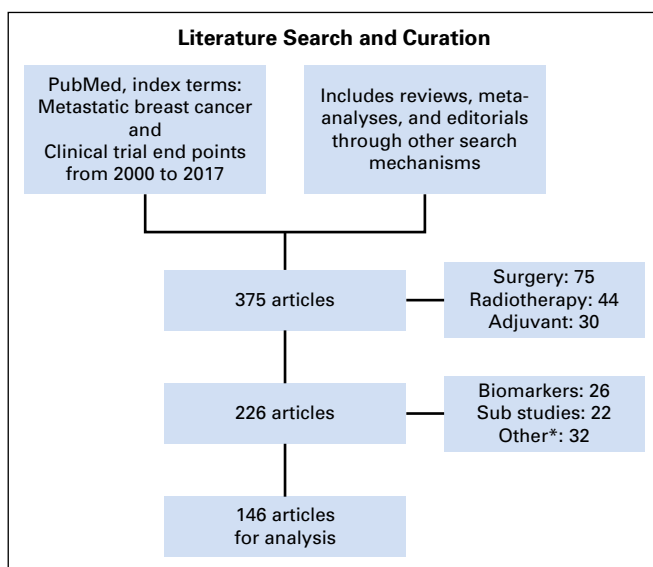 Literature Search and Curation
PubMed, index terms:
Metastatic breast cancer
and
Clinical trial end points
from 2000 to 2017
Includes reviews, meta-
analyses, and editorials
through other search
mechanisms
375 articles
Surgery: 75
Radiotherapy: 44
Adjuvant: 30
226 articles
Biomarkers: 26
Sub studies: 22
Other*: 32
146 articles
for analysis